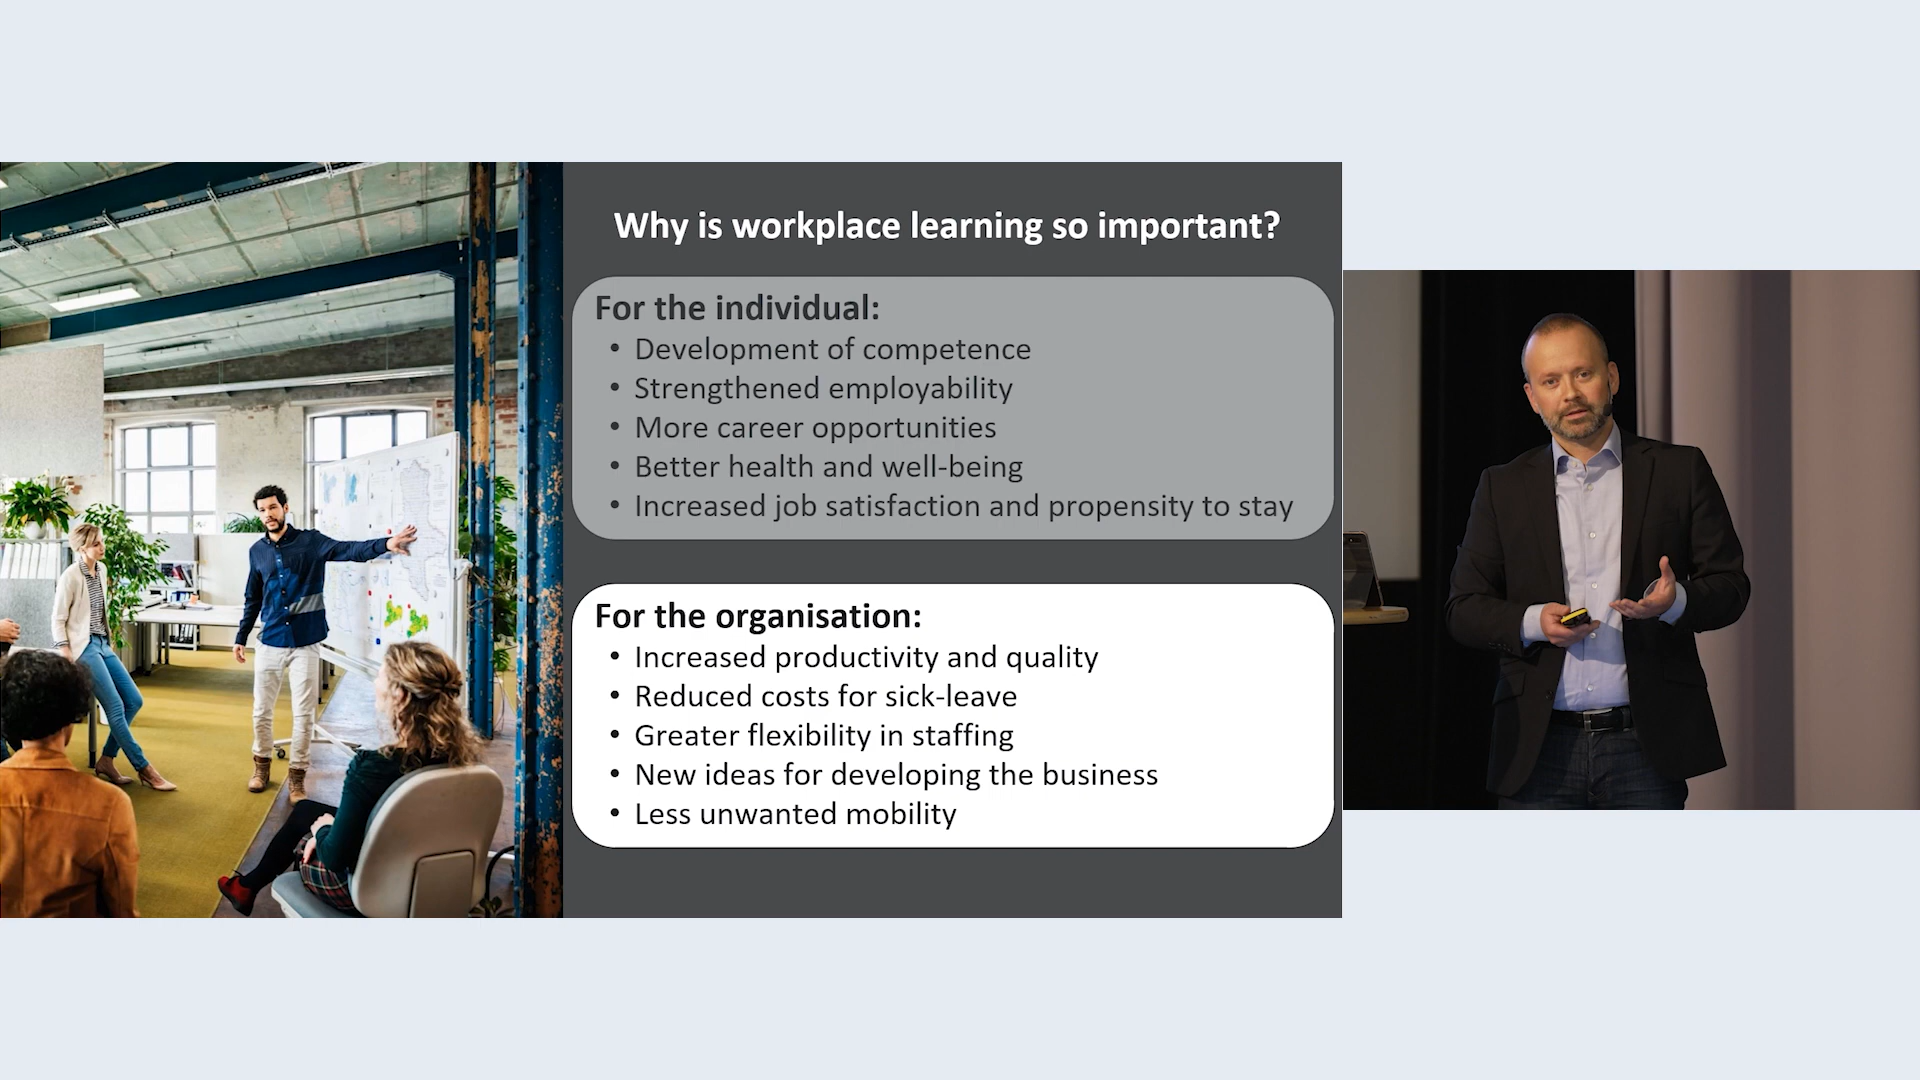 Why is workplace learning so important?
For the individual:
• Development of competence
• Strengthened employability
• More career opportunities
• Better health and well-being
• Increased job satisfaction and propensity to stay
For the organisation:
• Increased productivity and quality
• Reduced costs for sick-leave
• Greater flexibility in staffing
• New ideas for developing the business
• Less unwanted mobility